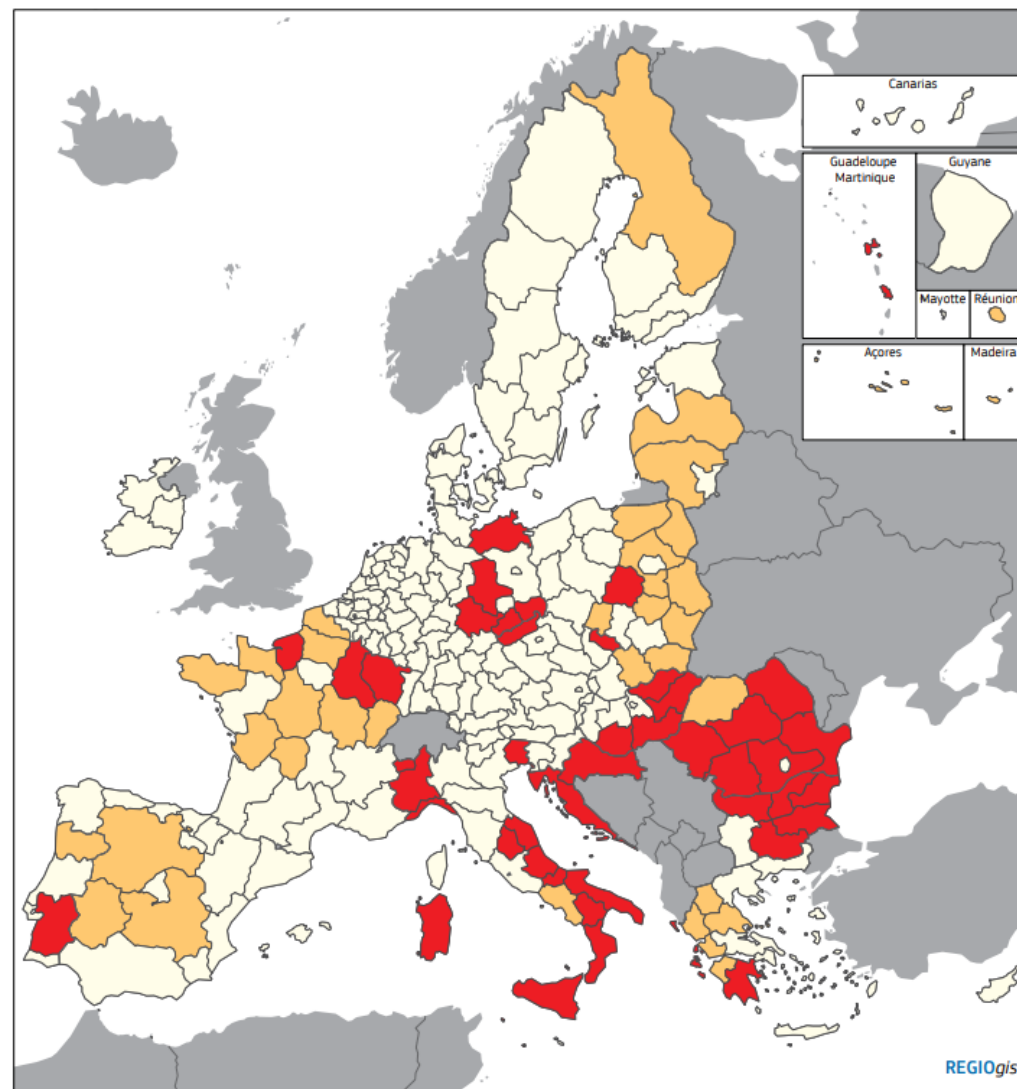 Canarias
Guadeloupe
Martinique
Guyane
Mayotte
Réunion
Açores
Madeira
REGIOgis